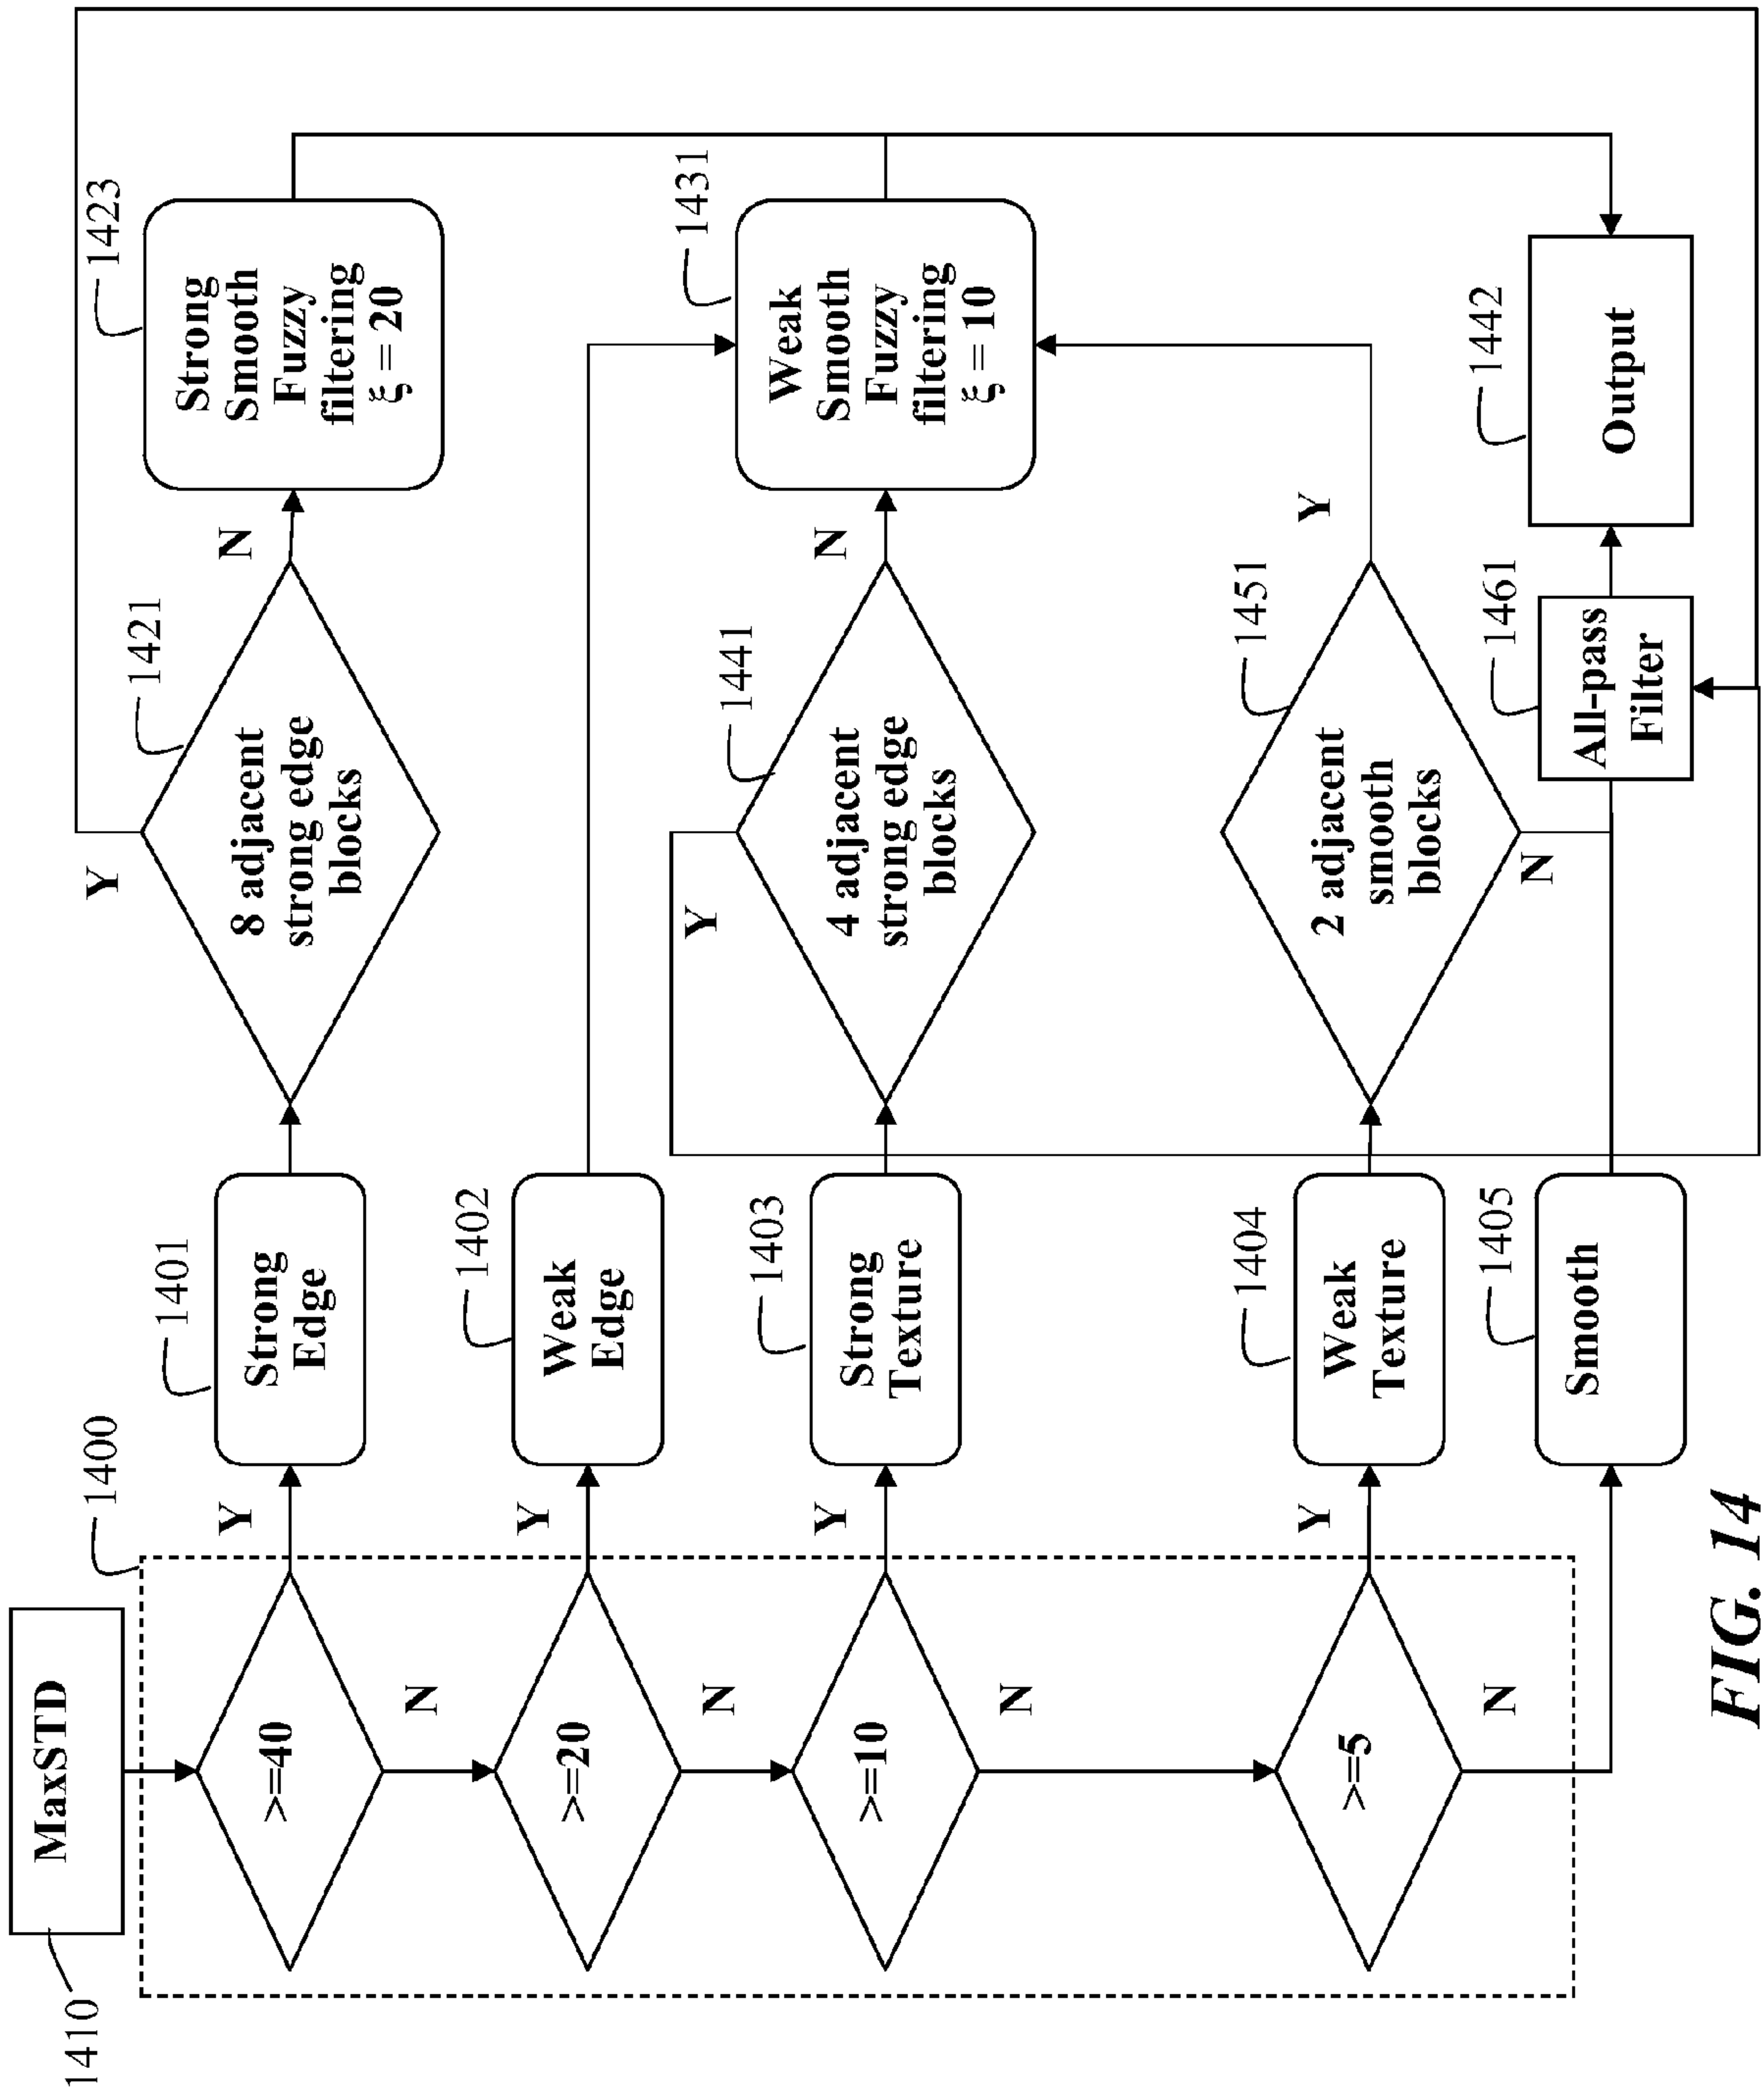 1410
MaxSTD
1400
>=40
Y
N
>=20
Y
N
>=10
Y
N
>=5
Y
N
1401
Strong
Edge
1402
Weak
Edge
1403
Strong
Texture
1404
Weak
Texture
1405
Smooth
1421
Y
8 adjacent
strong edge
blocks
N
1441
Y
4 adjacent
strong edge
blocks
N
1451
2 adjacent
smooth
blocks
Y
N
1423
Strong
Smooth
Fuzzy
filtering
ξ = 20
1431
Weak
Smooth
Fuzzy
filtering
ξ = 10
1461
All-pass
Filter
1442
Output
FIG. 14